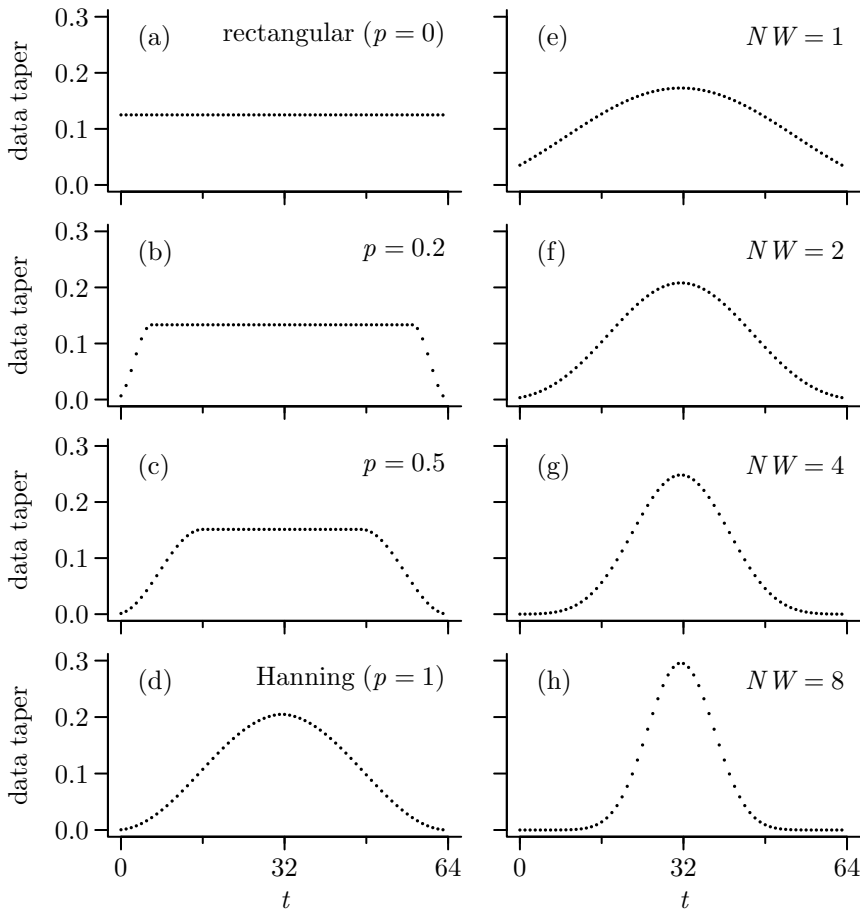 0.3
(a)
rectangular (p = 0)
(e)
NW = 1
data taper
0.2
0.1
0.0
0.3
(b)
p = 0.2
(f)
NW = 2
data taper
0.2
0.1
0.0
0.3
(c)
p = 0.5
(g)
NW = 4
data taper
0.2
0.1
0.0
0.3
(d)
Hanning (p = 1)
(h)
NW = 8
data taper
0.2
0.1
0.0
0 32 64 0 32 64
t t